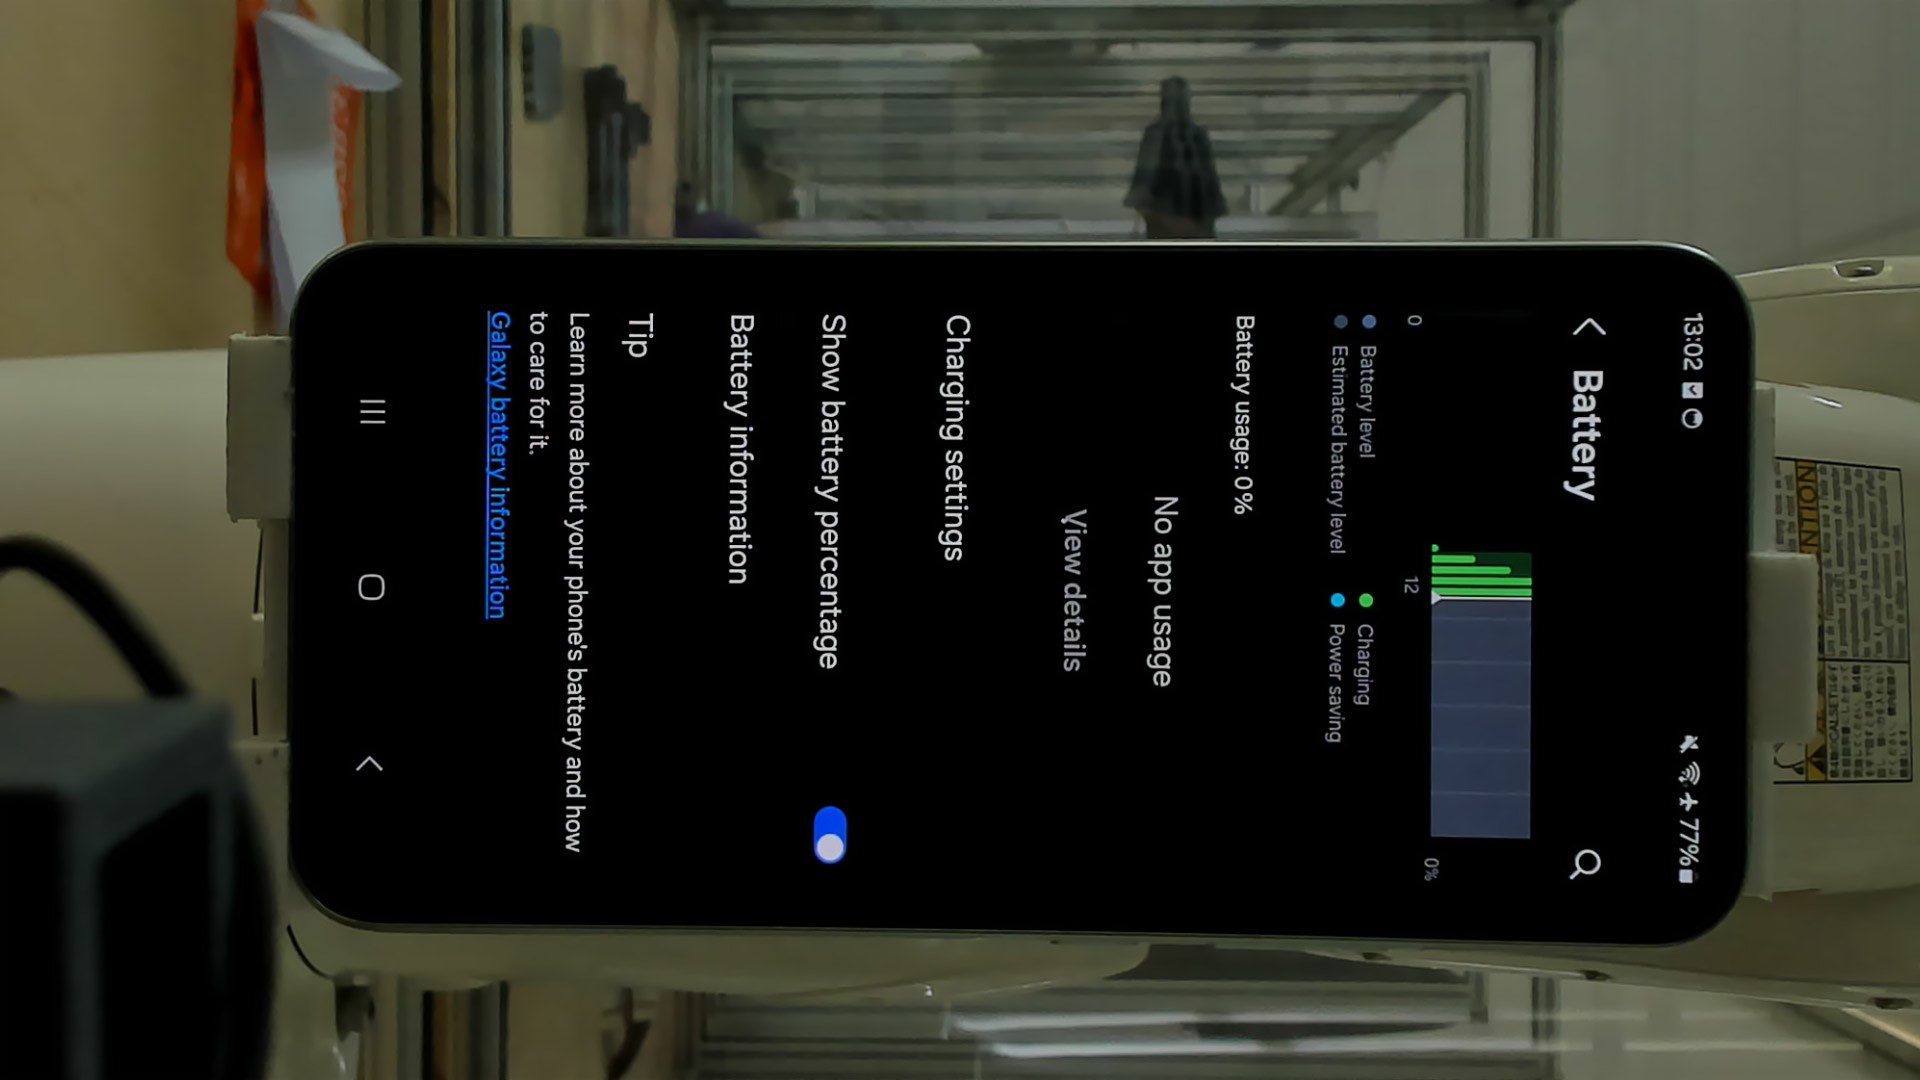 13:02 77%
Battery
0%
0 12
Battery level Charging
Estimated battery level Power saving
Battery usage: 0%
No app usage
View details
Charging settings
Show battery percentage
Battery information
Tip
Learn more about your phone's battery and how
to care for it.
Galaxy battery information